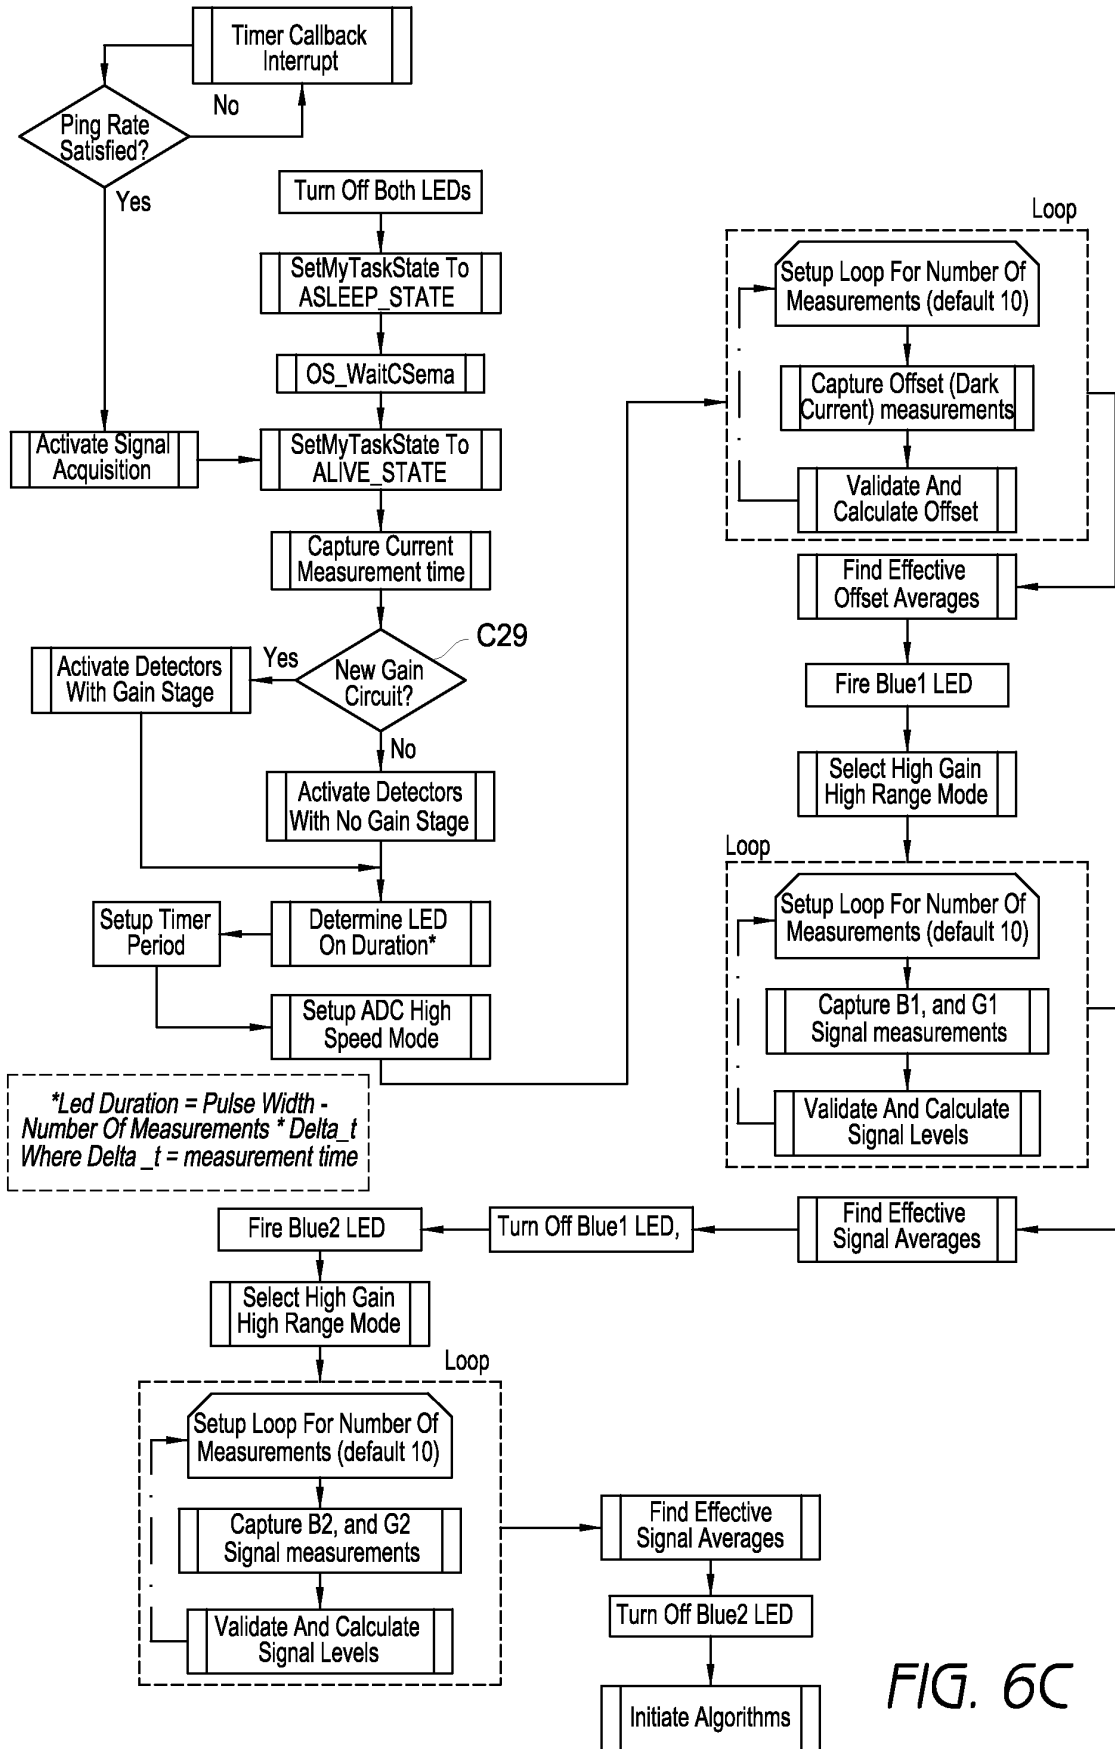 Timer Callback
Interrupt
No
Ping Rate
Satisfied?
Yes
Turn Off Both LEDs
SetMyTaskState To
ASLEEP_STATE
OS_WaitCSema
Activate Signal
Acquisition
SetMyTaskState To
ALIVE_STATE
Capture Current
Measurement time
C29
New Gain
Circuit?
Yes
Activate Detectors
With Gain Stage
No
Activate Detectors
With No Gain Stage
Determine LED
On Duration*
Setup Timer
Period
Setup ADC High
Speed Mode
*Led Duration = Pulse Width -
Number Of Measurements * Delta_t
Where Delta _t = measurement time
Loop
Setup Loop For Number Of
Measurements (default 10)
Capture Offset (Dark
Current) measurements
Validate And
Calculate Offset
Find Effective
Offset Averages
Fire Blue1 LED
Select High Gain
High Range Mode
Loop
Setup Loop For Number Of
Measurements (default 10)
Capture B1, and G1
Signal measurements
Validate And Calculate
Signal Levels
Find Effective
Signal Averages
Turn Off Blue1 LED,
Fire Blue2 LED
Select High Gain
High Range Mode
Loop
Setup Loop For Number Of
Measurements (default 10)
Capture B2, and G2
Signal measurements
Validate And Calculate
Signal Levels
Find Effective
Signal Averages
Turn Off Blue2 LED
Initiate Algorithms
FIG. 6C